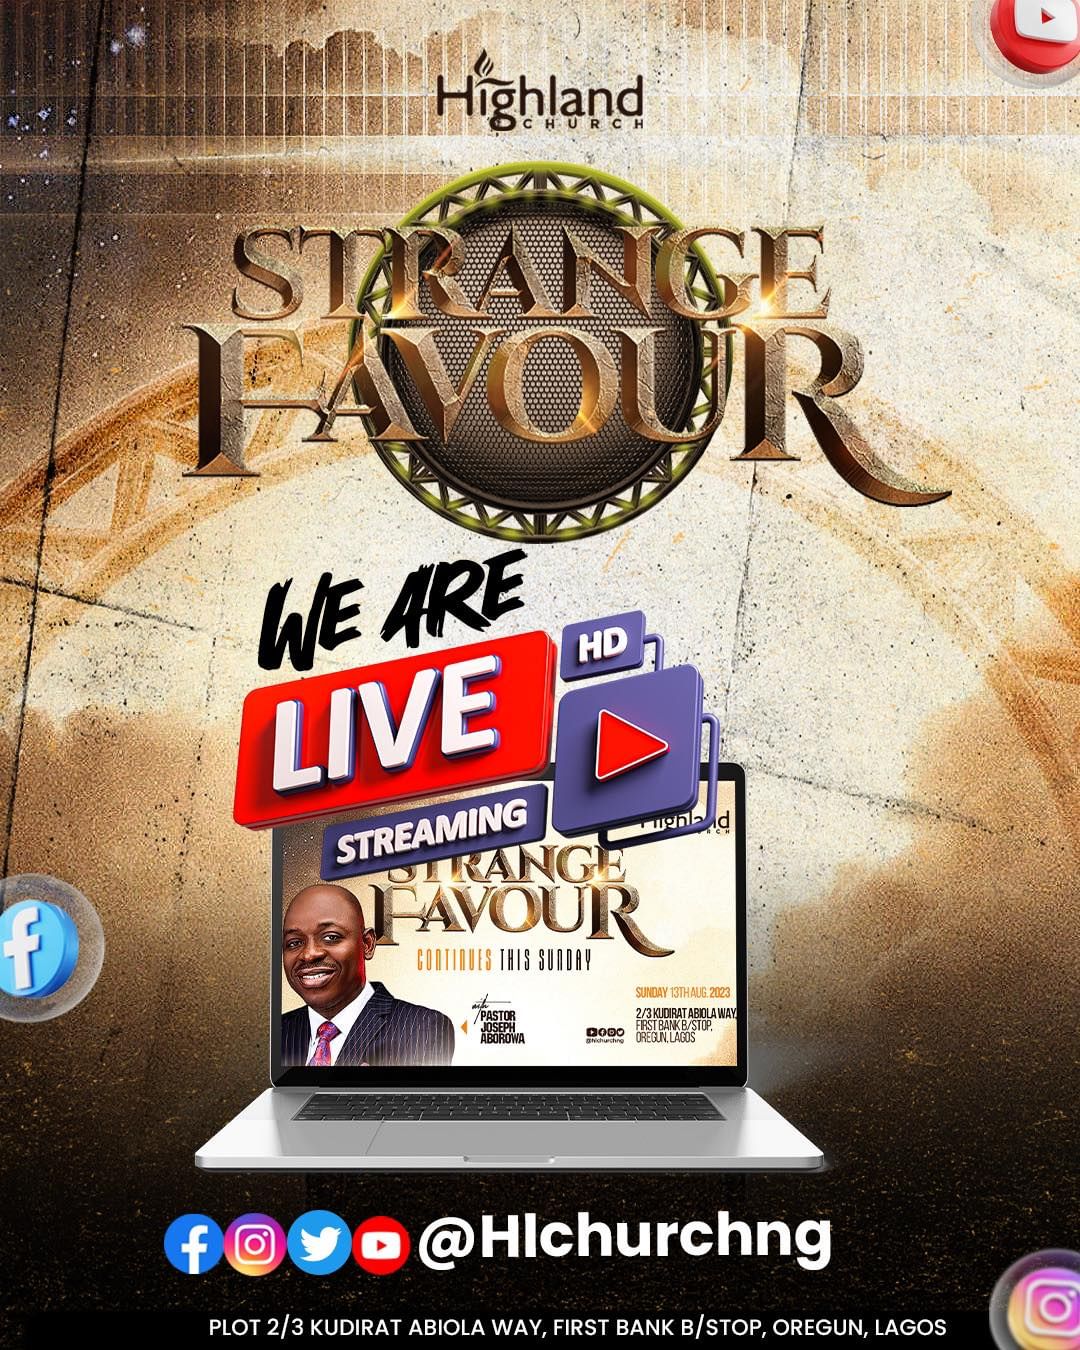 Highland
CHURCH
STRANGE
FAVOUR
WE ARE
LIVE
HD
STREAMING
Highland
STRANGE
FAVOUR
CONTINUES THIS SUNDAY
with
PASTOR
JOSEPH
ABOROWA
@hlchurchng
SUNDAY 13TH AUG. 2023
2/3 KUDIRAT ABIOLA WAY,
FIRST BANK B/STOP,
OREGUN, LAGOS
@Hlchurchng
PLOT 2/3 KUDIRAT ABIOLA WAY, FIRST BANK B/STOP, OREGUN, LAGOS